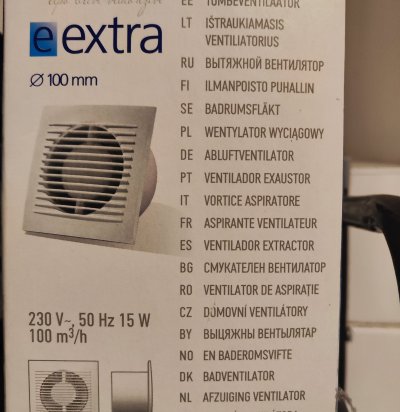 e extra
Ø 100 mm
230 V~, 50 Hz 15 W
100 m³/h
EE TÕMBEVENTILAATOR
LT IŠTRAUKIAMASIS
VENTILIATORIUS
RU ВЫТЯЖНОЙ ВЕНТИЛЯТОР
FI ILMANPOISTO PUHALLIN
SE BADRUMSFLÄKT
PL WENTYLATOR WYCIĄGOWY
DE ABLUFTVENTILATOR
PT VENTILADOR EXAUSTOR
IT VORTICE ASPIRATORE
FR ASPIRANTE VENTILATEUR
ES VENTILADOR EXTRACTOR
BG СМУКАТЕЛЕН ВЕНТИЛАТОР
RO VENTILATOR DE ASPIRAȚIE
CZ DŮMOVNÍ VENTILÁTORY
BY ВЫЦЯЖНЫ ВЕНТЫЛЯТАР
NO EN BADEROMSVIFTE
DK BADVENTILATOR
NL AFZUIGING VENTILATOR